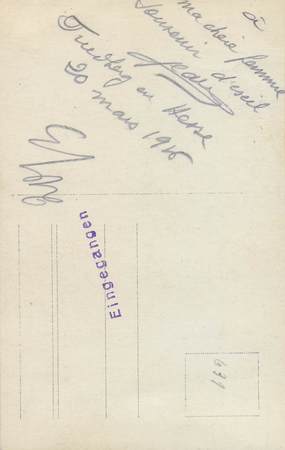 à
ma chère femme
souvenir d'exil
Friedberg en Hesse
20 mars 1916
Eingegangen